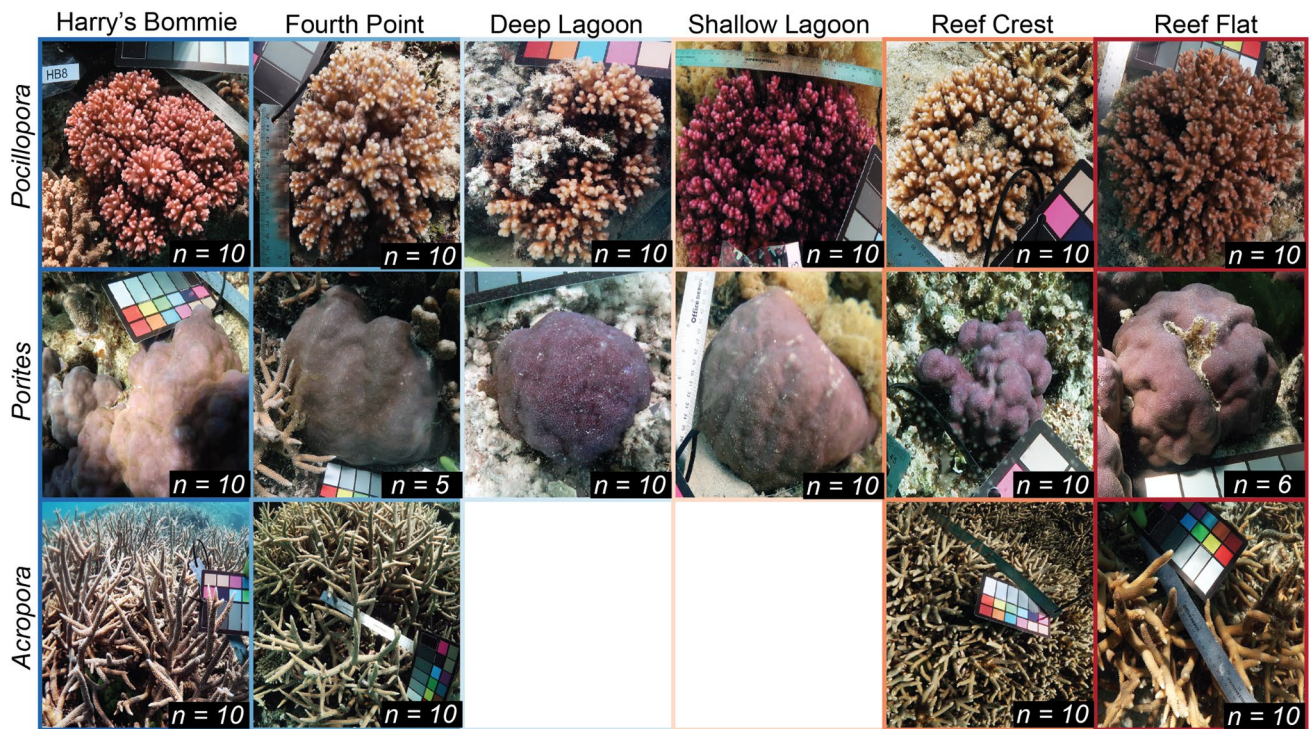 Harry's Bommie Fourth Point Deep Lagoon Shallow Lagoon Reef Crest Reef Flat
Pocillopora
HB8
n = 10 n = 10 n = 10 n = 10 n = 10 n = 10
Porites
Office
n = 10 n = 5 n = 10 n = 10 n = 10 n = 6
Acropora
n = 10 n = 10 n = 10 n = 10